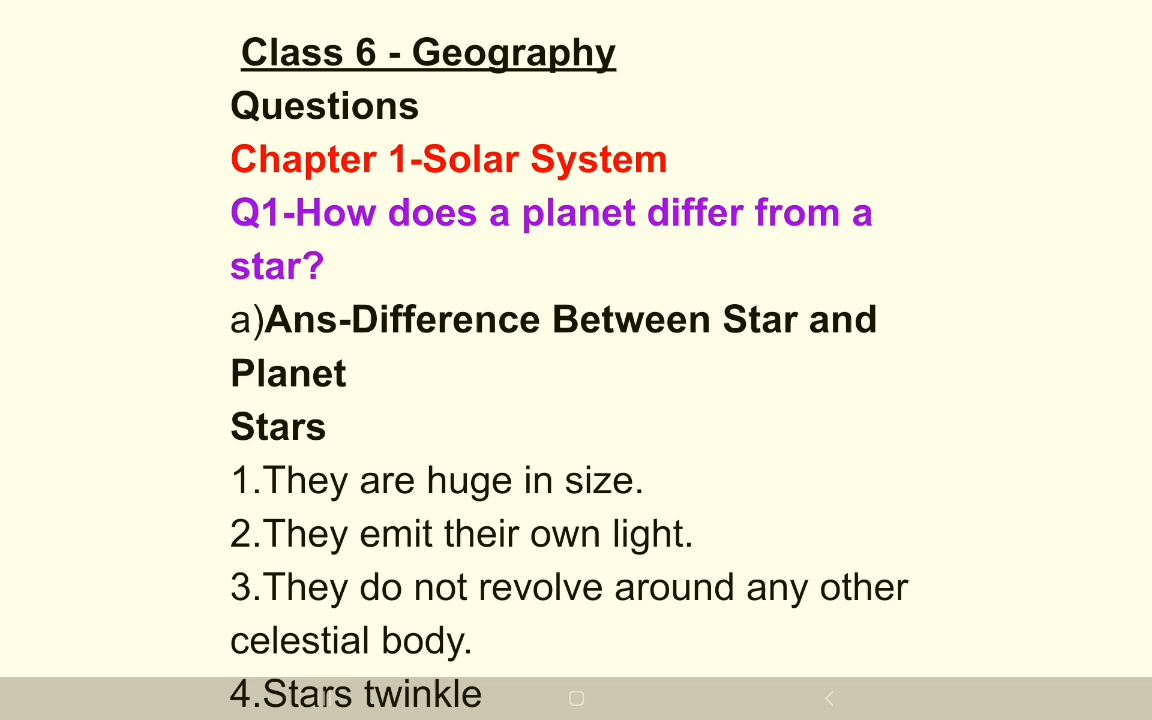 Class 6 - Geography
Questions
Chapter 1-Solar System
Q1-How does a planet differ from a
star?
a)Ans-Difference Between Star and
Planet
Stars
1.They are huge in size.
2.They emit their own light.
3.They do not revolve around any other
celestial body.
4.Stars twinkle